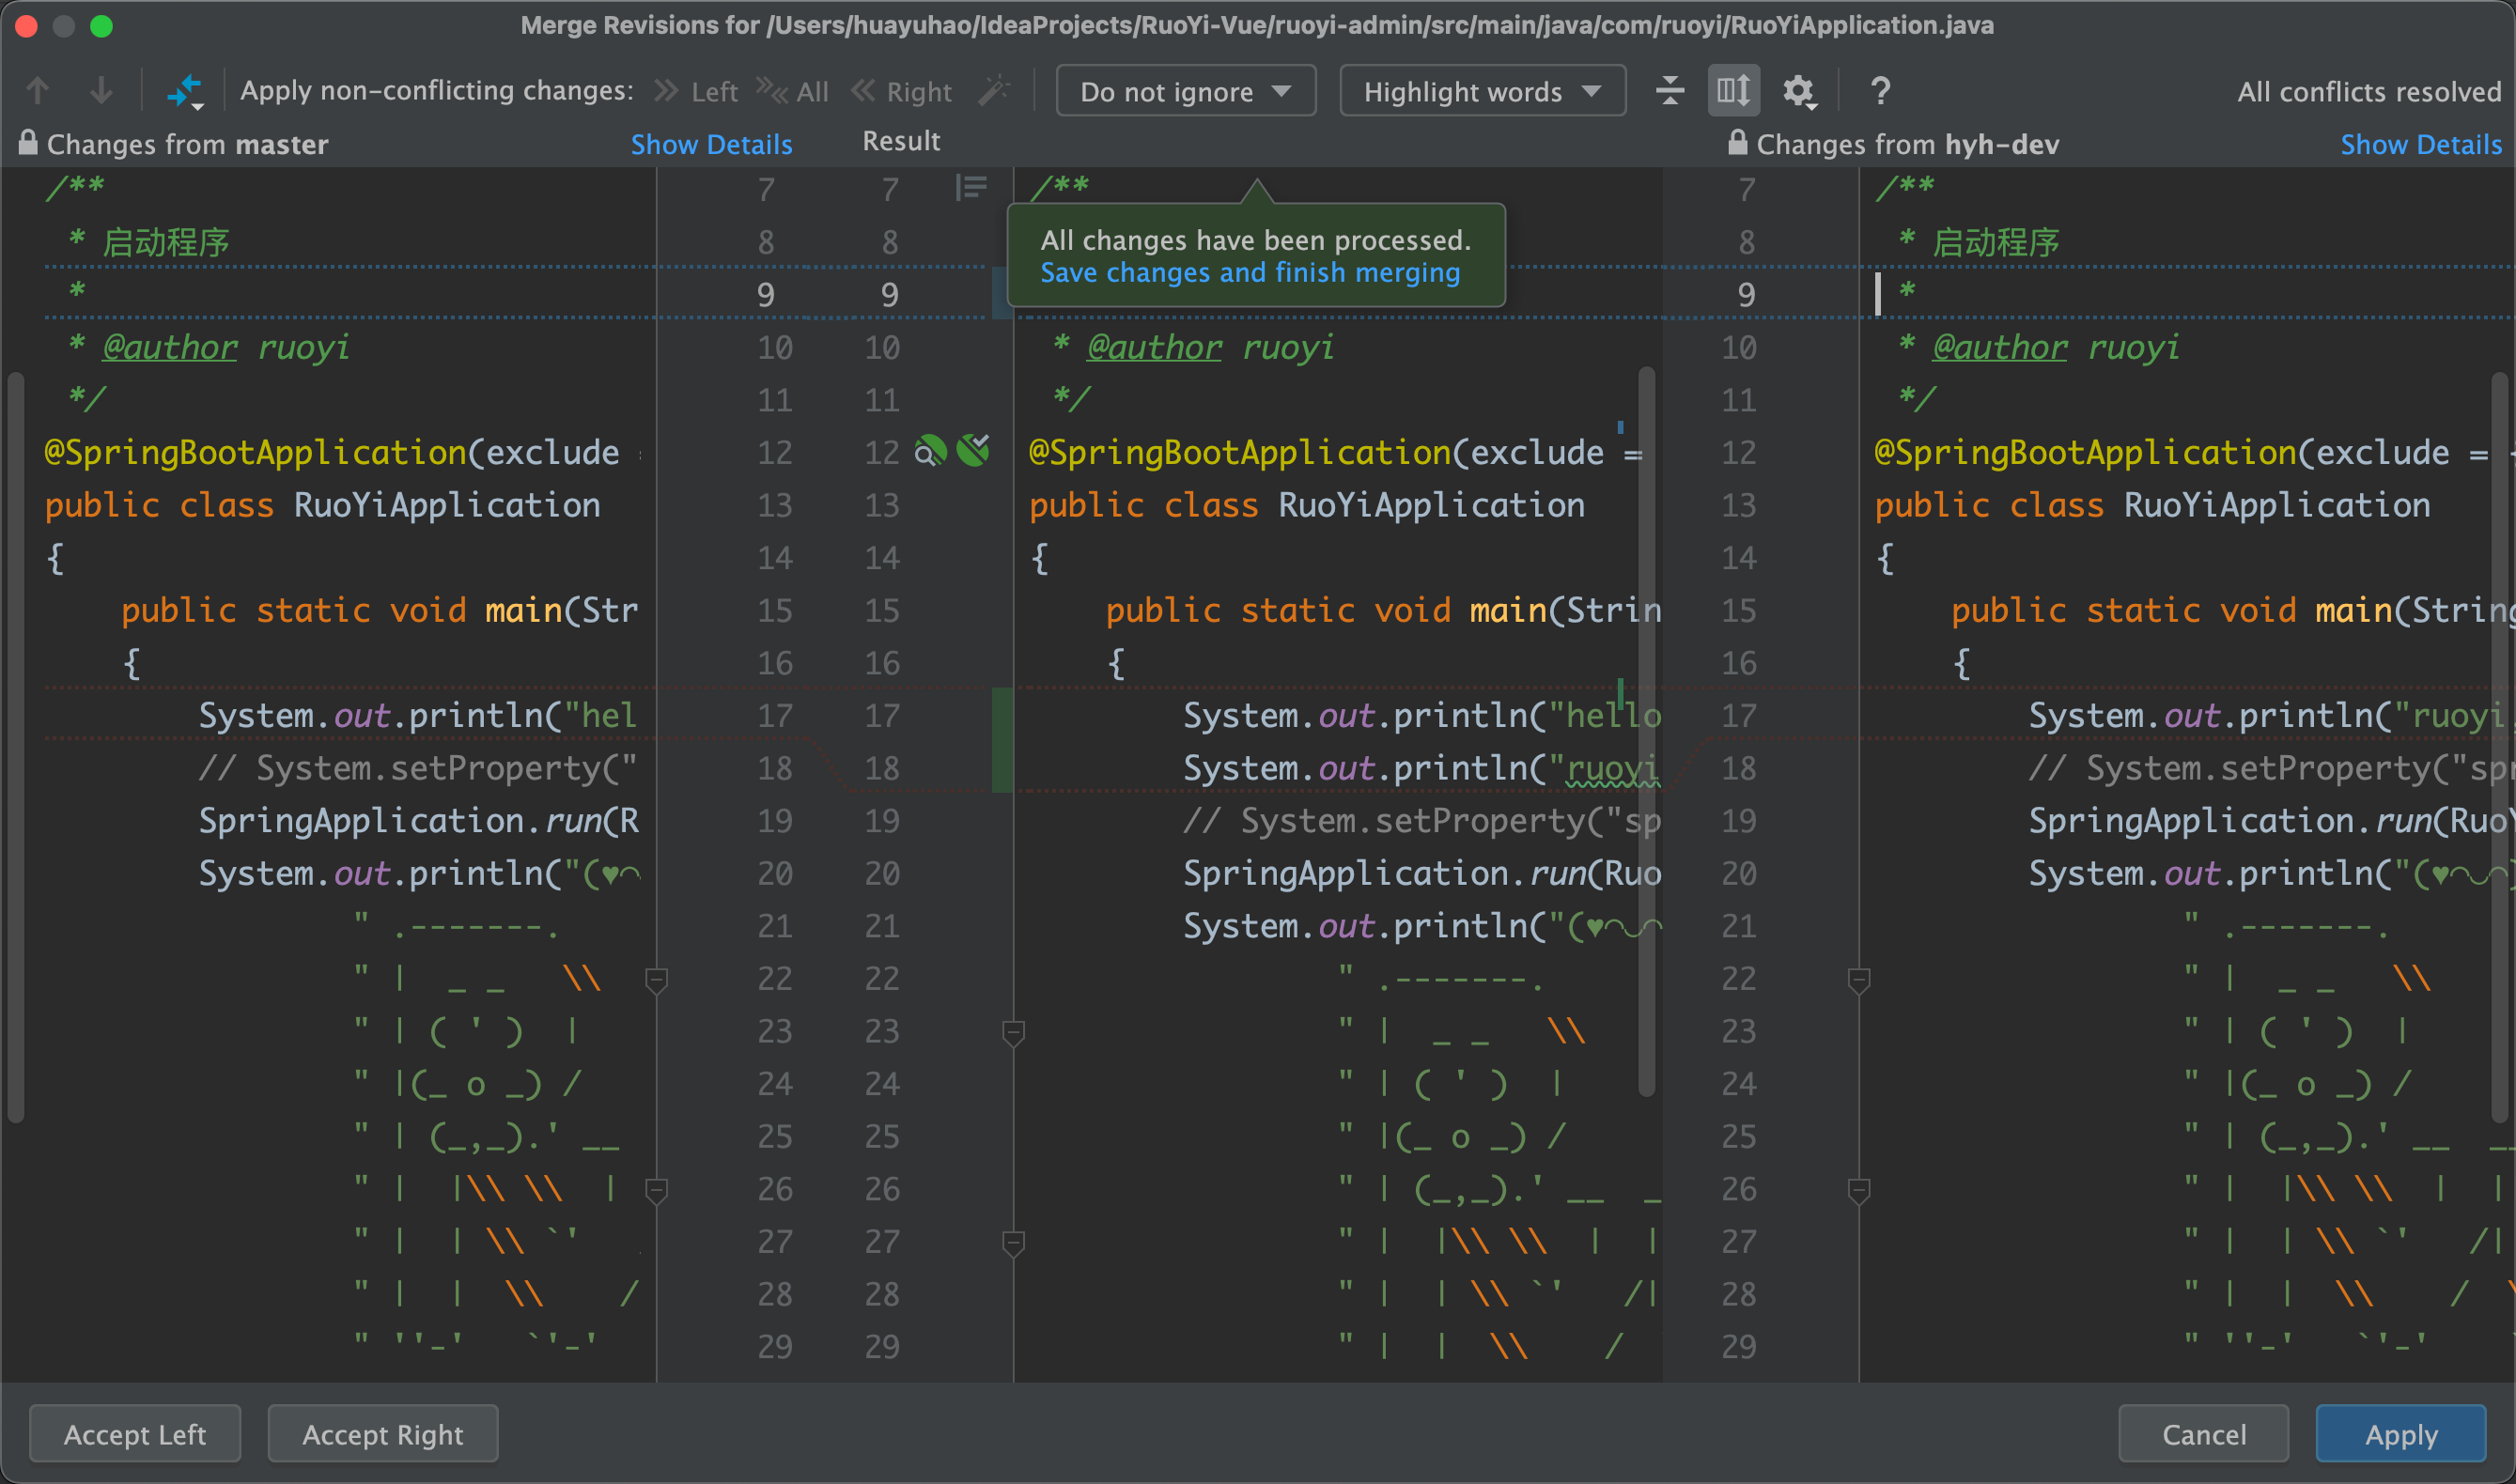 Merge Revisions for /Users/huayuhao/IdeaProjects/RuoYi-Vue/ruoyi-admin/src/main/java/com/ruoyi/RuoYiApplication.java
Apply non-conflicting changes: Left All Right Do not ignore Highlight words ? All conflicts resolved
Changes from master Show Details Result Changes from hyh-dev Show Details
/**
 * 启动程序
 *
 * @author ruoyi
 */
@SpringBootApplication(exclude
public class RuoYiApplication
{
    public static void main(Str
    {
        System.out.println("hel
        // System.setProperty("
        SpringApplication.run(R
        System.out.println("(♥◠
                " .-------.
                " |  _ _   \\
                " | ( ' )  |
                " |(_ o _) /
                " | (_,_).' __
                " |  |\\ \\  |
                " |  | \\ `'
                " |  |  \\    /
                " ''-'   `'-'
7 7
8 8
9 9
10 10
11 11
12 12
13 13
14 14
15 15
16 16
17 17
18 18
19 19
20 20
21 21
22 22
23 23
24 24
25 25
26 26
27 27
28 28
29 29
/**
All changes have been processed.
Save changes and finish merging
 * @author ruoyi
 */
@SpringBootApplication(exclude =
public class RuoYiApplication
{
    public static void main(Strin
    {
        System.out.println("hello
        System.out.println("ruoyi
        // System.setProperty("sp
        SpringApplication.run(Ruo
        System.out.println("(♥◠‿◠
                " .-------.
                " |  _ _   \\
                " | ( ' )  |
                " |(_ o _) /
                " | (_,_).' __  _
                " |  |\\ \\  |  |
                " |  | \\ `'   /|
                " |  |  \\    /
7
8
9
10
11
12
13
14
15
16
17
18
19
20
21
22
23
24
25
26
27
28
29
/**
 * 启动程序
 *
 * @author ruoyi
 */
@SpringBootApplication(exclude = {
public class RuoYiApplication
{
    public static void main(String
    {
        System.out.println("ruoyi
        // System.setProperty("spr
        SpringApplication.run(RuoY
        System.out.println("(♥◠‿◠)
                " .-------.
                " |  _ _   \\
                " | ( ' )  |
                " |(_ o _) /
                " | (_,_).' __  __
                " |  |\\ \\  |  |
                " |  | \\ `'   /|
                " |  |  \\    /  \
                " ''-'   `'-'   `
Accept Left Accept Right Cancel Apply